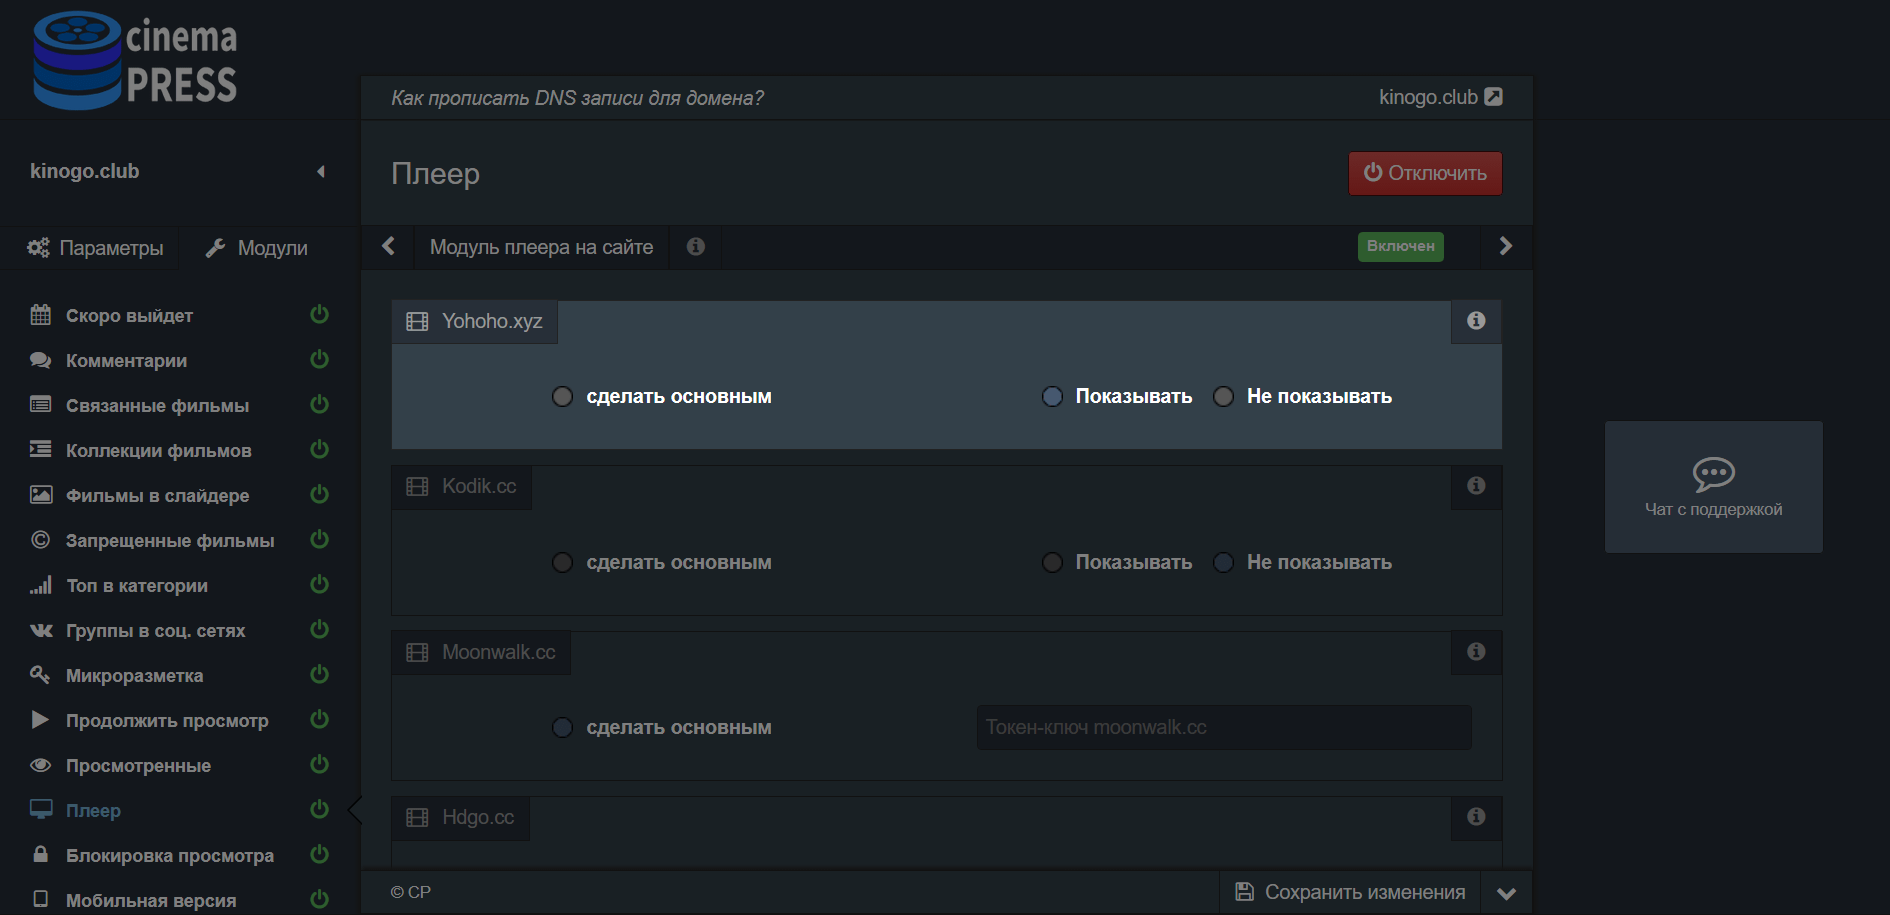 cinema
PRESS
Как прописать DNS записи для домена?
kinogo.club
kinogo.club
Плеер
Отключить
Параметры
Модули
Модуль плеера на сайте
Включен
Скоро выйдет
Комментарии
Связанные фильмы
Коллекции фильмов
Фильмы в слайдере
Запрещенные фильмы
Топ в категории
Группы в соц. сетях
Микроразметка
Продолжить просмотр
Просмотренные
Плеер
Блокировка просмотра
Мобильная версия
Yohoho.xyz
сделать основным
Показывать
Не показывать
Kodik.cc
сделать основным
Показывать
Не показывать
Moonwalk.cc
сделать основным
Токен-ключ moonwalk.cc
Hdgo.cc
© CP
Сохранить изменения
Чат с поддержкой